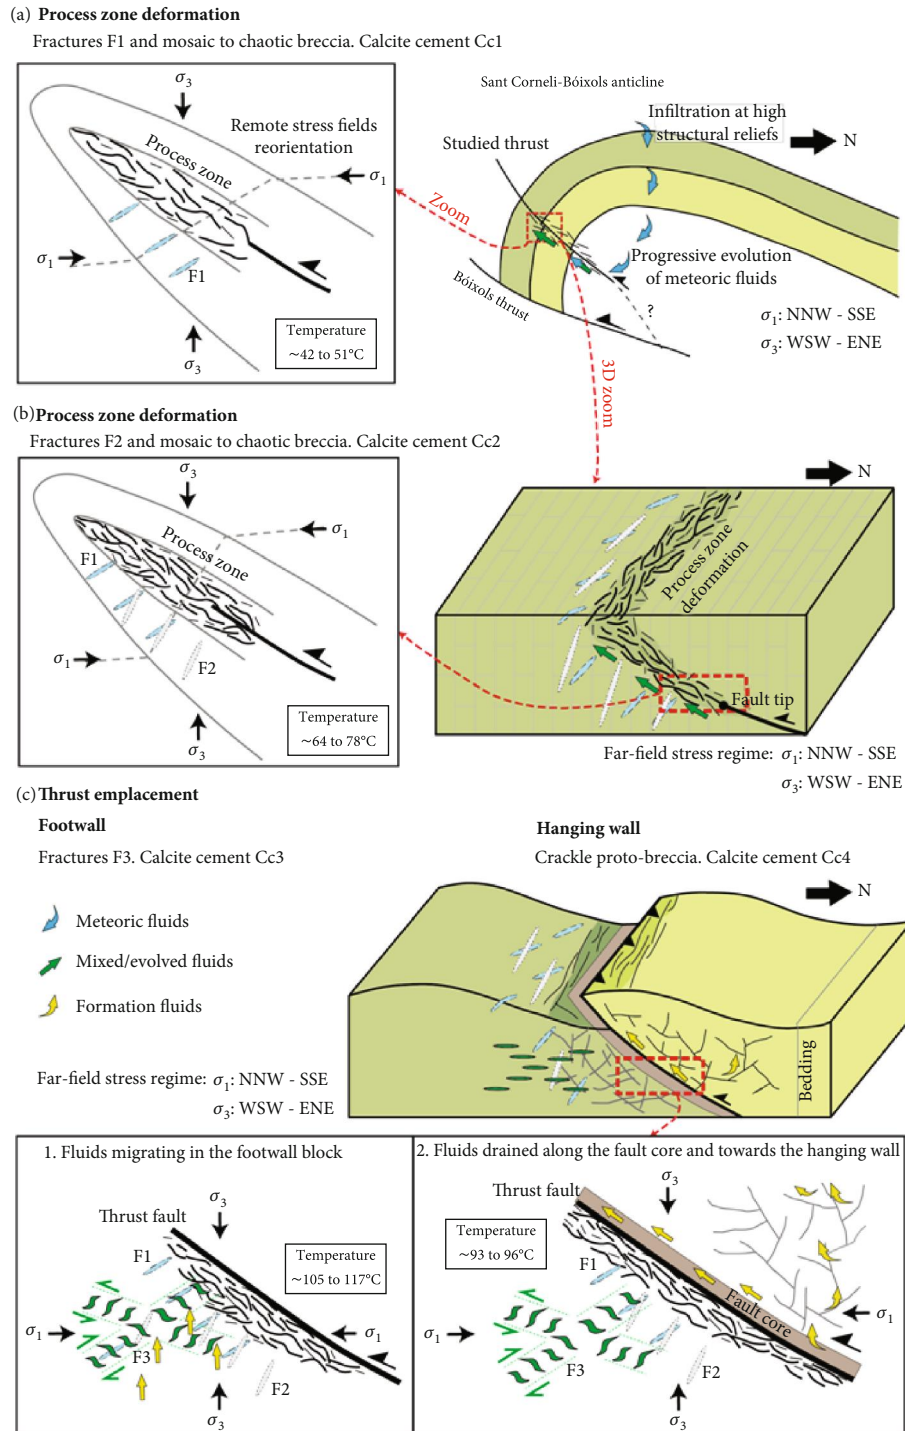 (a) Process zone deformation
Fractures F1 and mosaic to chaotic breccia. Calcite cement Cc1
σ3
Process zone
Remote stress fields
reorientation
σ1
σ1
F1
σ3
Temperature
~42 to 51°C
Sant Corneli-Bóixols anticline
Infiltration at high
structural reliefs
N
Studied thrust
Zoom
Progressive evolution
of meteoric fluids
Bóixols thrust
?
σ1: NNW - SSE
σ3: WSW - ENE
3D zoom
(b) Process zone deformation
Fractures F2 and mosaic to chaotic breccia. Calcite cement Cc2
σ3
Process zone
σ1
F1
σ1
F2
σ3
Temperature
~64 to 78°C
N
Process zone
deformation
Fault tip
Far-field stress regime: σ1: NNW - SSE
σ3: WSW - ENE
(c) Thrust emplacement
Footwall
Fractures F3. Calcite cement Cc3
Hanging wall
Crackle proto-breccia. Calcite cement Cc4
Meteoric fluids
Mixed/evolved fluids
Formation fluids
N
Bedding
Far-field stress regime: σ1: NNW - SSE
σ3: WSW - ENE
1. Fluids migrating in the footwall block
σ3
Thrust fault
F1
Temperature
~105 to 117°C
σ1
σ1
F3
F2
σ3
2. Fluids drained along the fault core and towards the hanging wall
Thrust fault
σ3
Temperature
~93 to 96°C
F1
Fault core
σ1
σ1
F3
F2
σ3